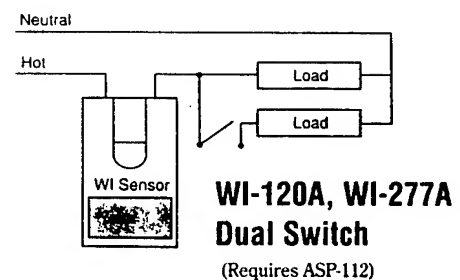 Neutral
Hot
Load
Load
WI Sensor
WI-120A, WI-277A
Dual Switch
(Requires ASP-112)